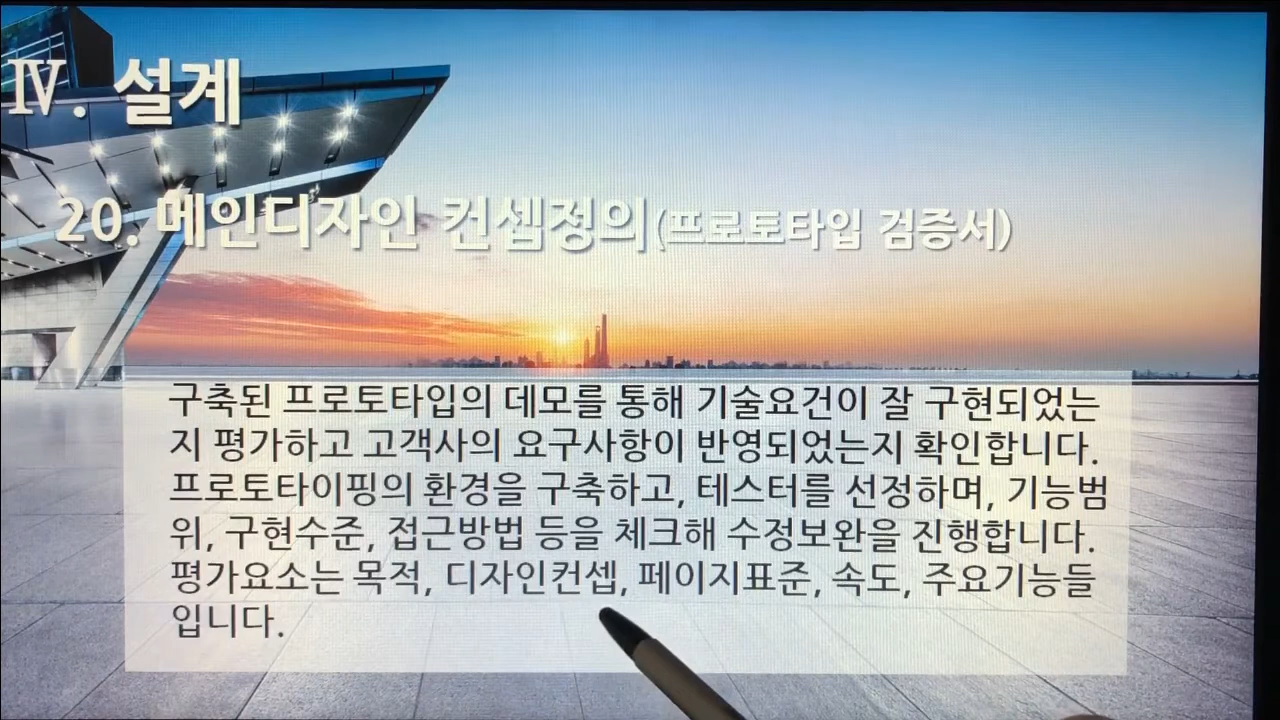 Ⅳ. 설계
20. 메인디자인 컨셉정의(프로토타입 검증서)
구축된 프로토타입의 데모를 통해 기술요건이 잘 구현되었는
지 평가하고 고객사의 요구사항이 반영되었는지 확인합니다.
프로토타이핑의 환경을 구축하고, 테스터를 선정하며, 기능범
위, 구현수준, 접근방법 등을 체크해 수정보완을 진행합니다.
평가요소는 목적, 디자인컨셉, 페이지표준, 속도, 주요기능들
입니다.